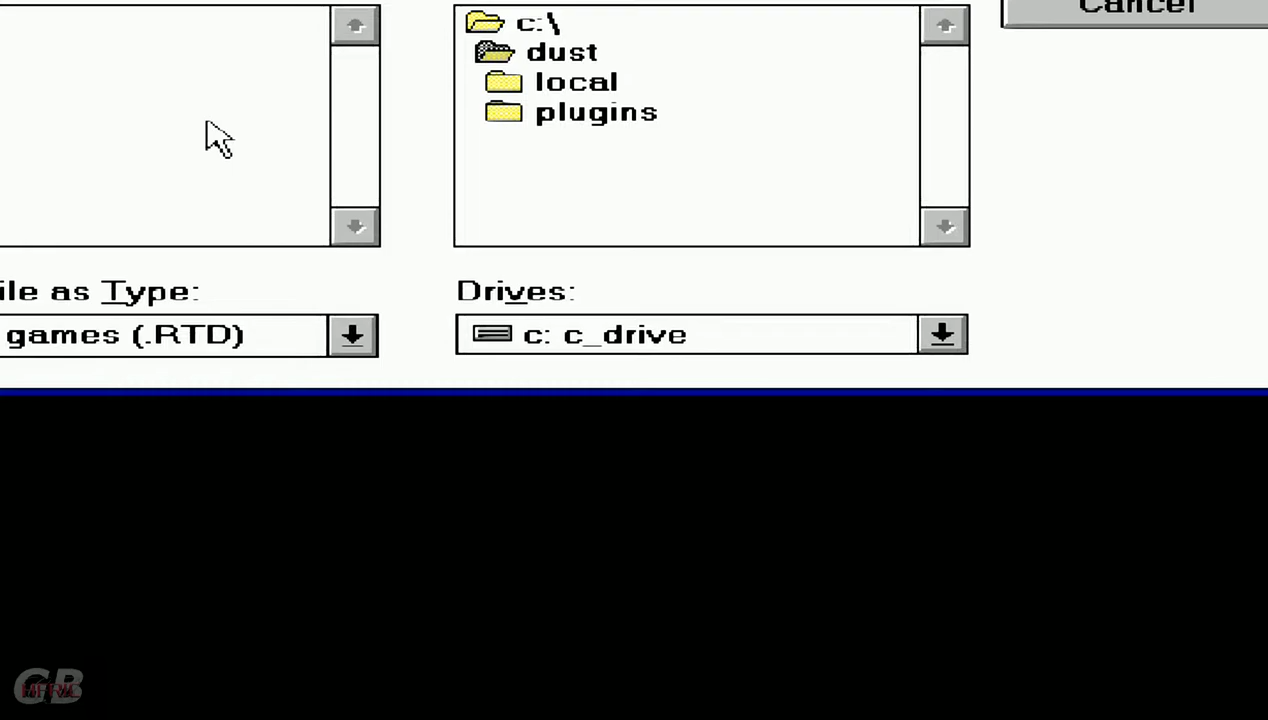 Cancel
c:\
dust
local
plugins
ile as Type:
Drives:
games (.RTD)
c: c_drive
GB